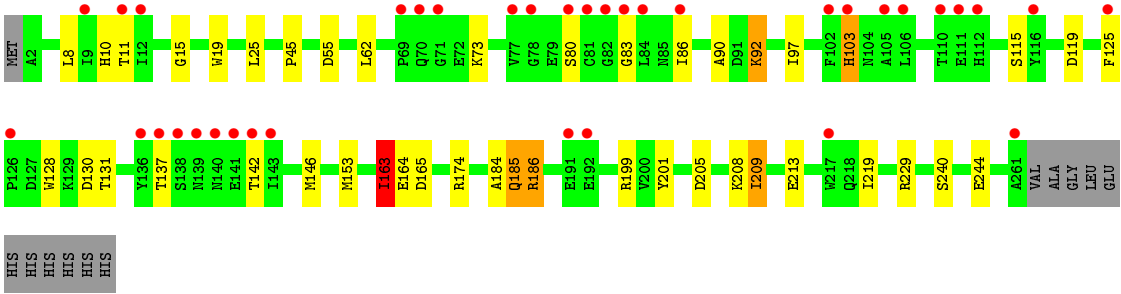 MET A2 L8 I9 H10 T11 I12 G15 W19 L25 P45 D55 L62 P69 Q70 G71 E72 K73 V77 G78 E79 S80 C81 G82 G83 L84 N85 I86 A90 D91 K92 I97 F102 H103 N104 A105 L106 T110 E111 H112 S115 Y116 D119 F125
P126 D127 W128 K129 D130 T131 Y136 T137 S138 N139 N140 E141 T142 I143 M146 M153 I163 E164 D165 R174 A184 Q185 R186 E191 E192 R199 V200 Y201 D205 K208 I209 E213 W217 Q218 I219 R229 S240 E244 A261 VAL ALA GLY LEU GLU
HIS HIS HIS HIS HIS HIS